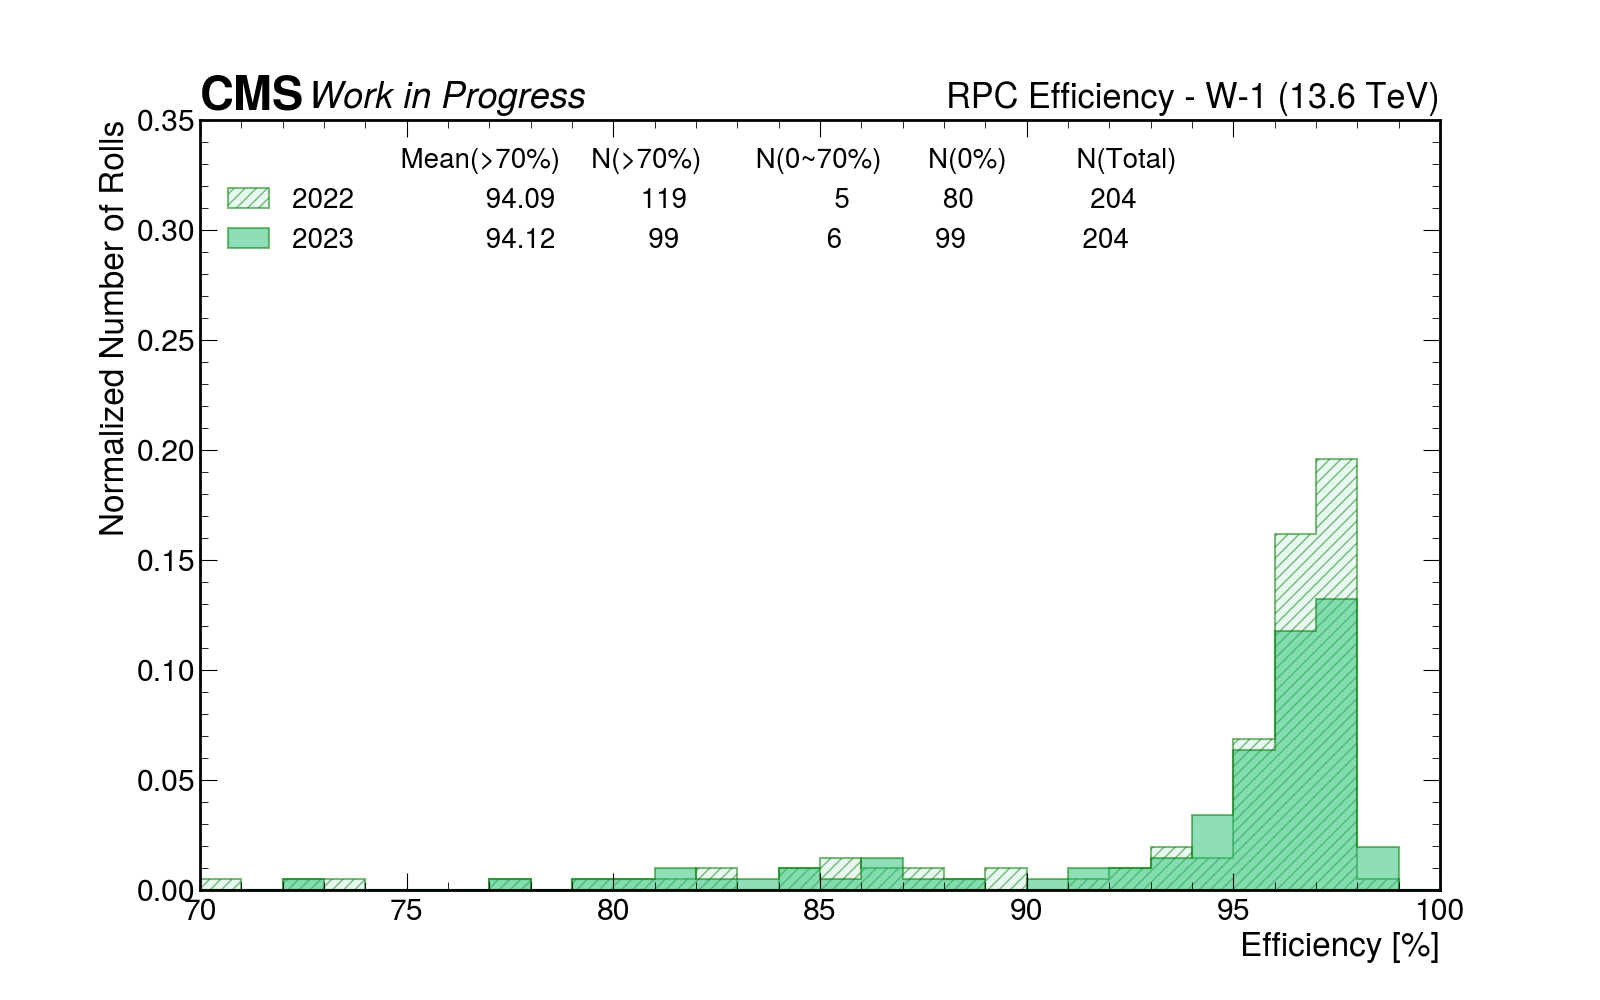 CMS Work in Progress RPC Efficiency - W-1 (13.6 TeV)
Mean(>70%) N(>70%) N(0~70%) N(0%) N(Total)
2022 94.09 119 5 80 204
2023 94.12 99 6 99 204
Normalized Number of Rolls
0.35
0.30
0.25
0.20
0.15
0.10
0.05
0.00
70 75 80 85 90 95 100
Efficiency [%]